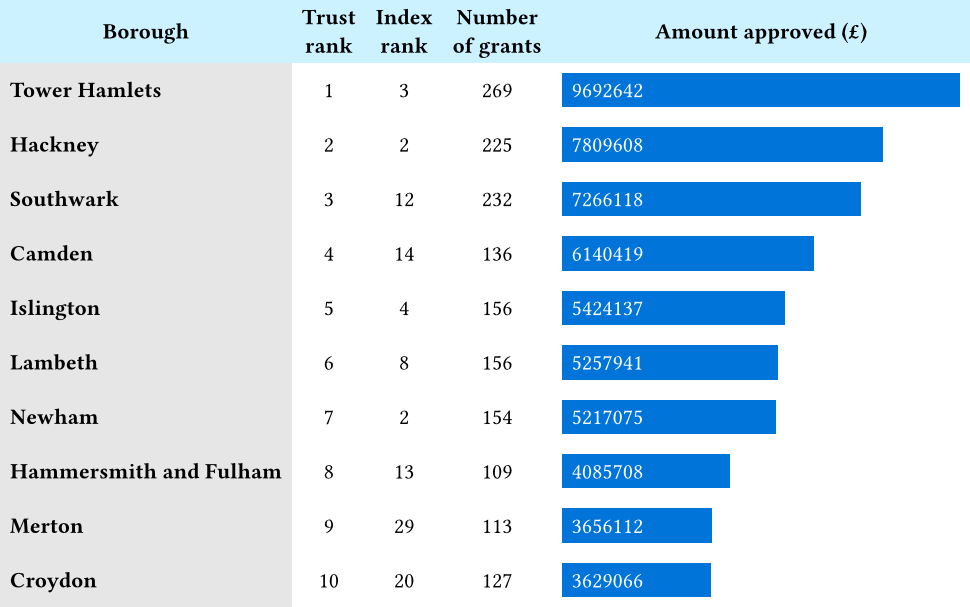 Borough Trust rank Index rank Number of grants Amount approved (£)
Tower Hamlets 1 3 269 9692642
Hackney 2 2 225 7809608
Southwark 3 12 232 7266118
Camden 4 14 136 6140419
Islington 5 4 156 5424137
Lambeth 6 8 156 5257941
Newham 7 2 154 5217075
Hammersmith and Fulham 8 13 109 4085708
Merton 9 29 113 3656112
Croydon 10 20 127 3629066